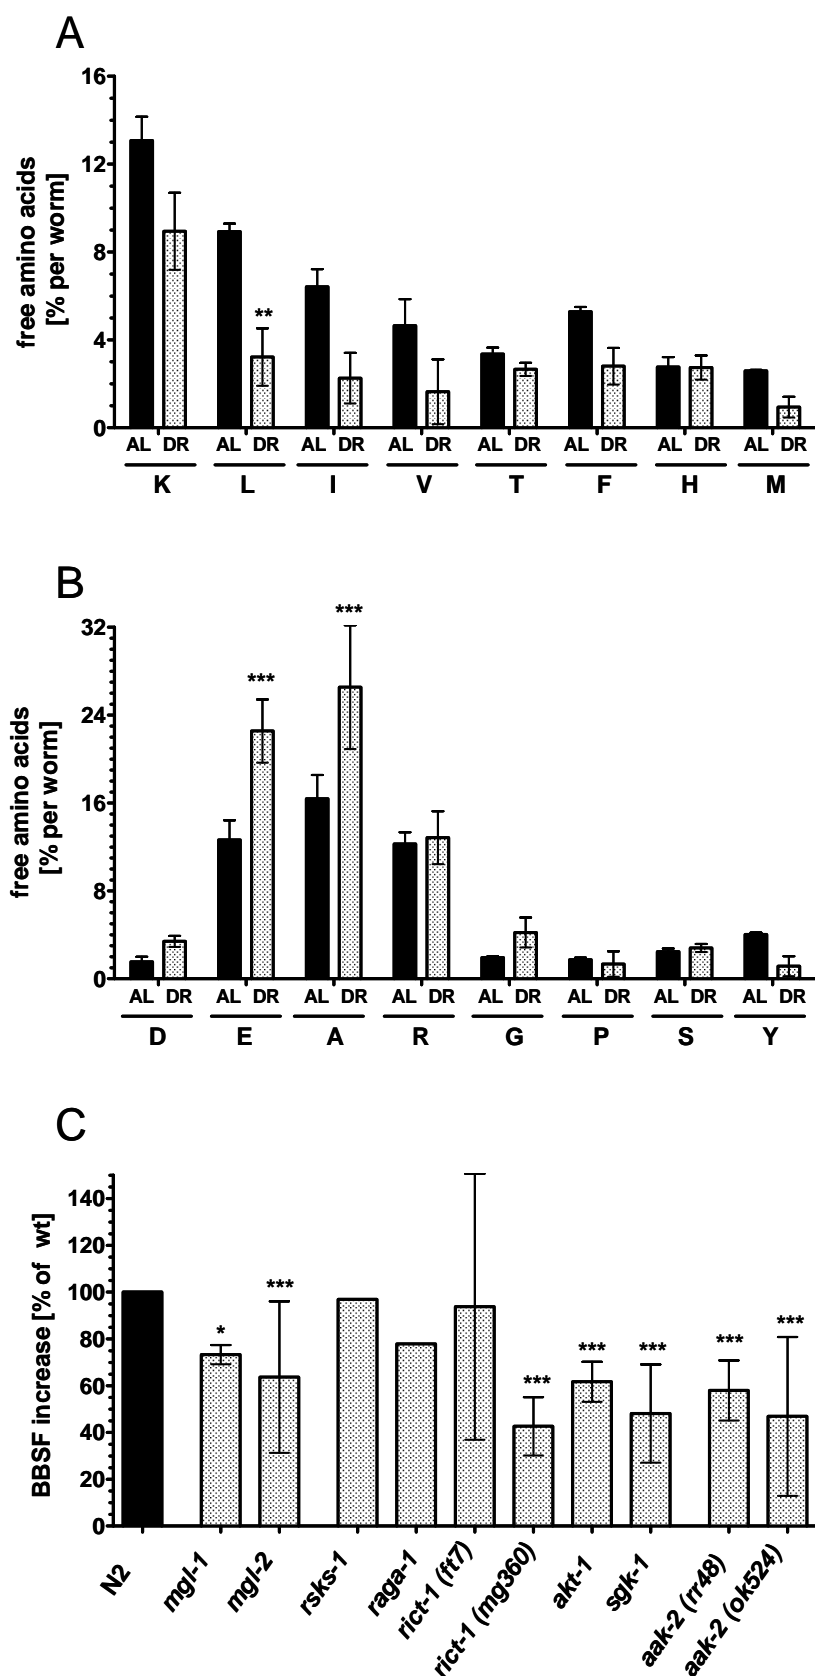 A
free amino acids
[% per worm]
16
12
8
4
0
**
AL DR AL DR AL DR AL DR AL DR AL DR AL DR AL DR
K L I V T F H M
B
free amino acids
[% per worm]
32
24
16
8
0
***
***
AL DR AL DR AL DR AL DR AL DR AL DR AL DR AL DR
D E A R G P S Y
C
BBSF increase [% of wt]
140
120
100
80
60
40
20
0
* *** *** *** *** *** ***
N2
mgl-1
mgl-2
rsks-1
raga-1
rict-1 (ft7)
rict-1 (mg360)
akt-1
sgk-1
aak-2 (rr48)
aak-2 (ok524)